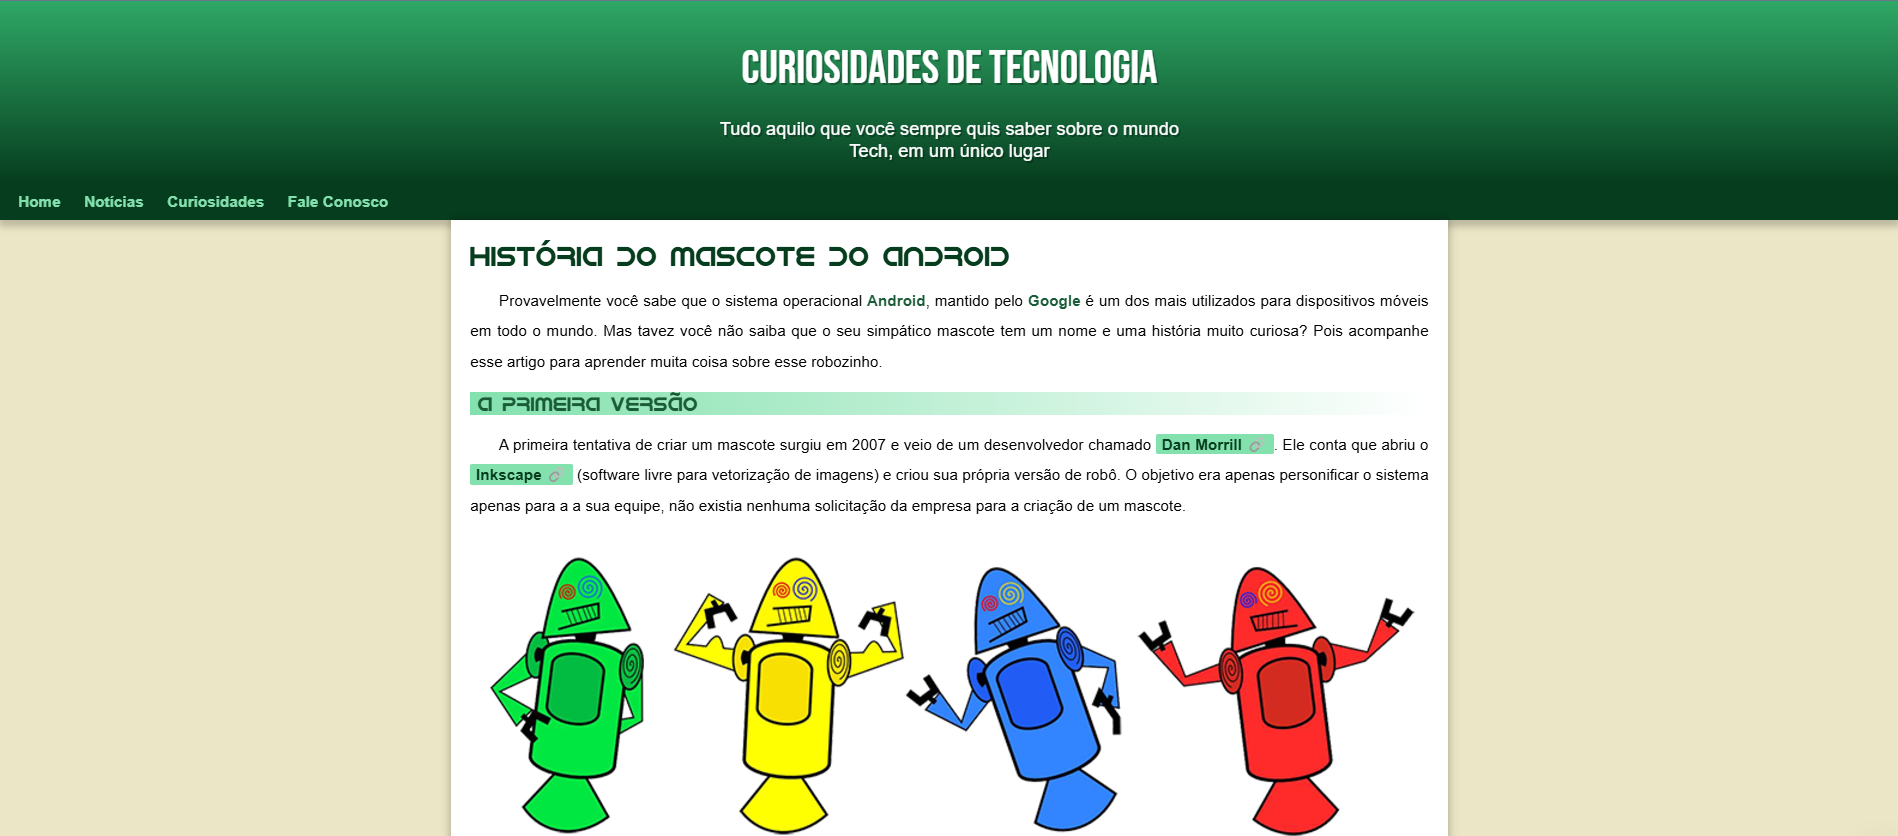 CURIOSIDADES DE TECNOLOGIA
Tudo aquilo que você sempre quis saber sobre o mundo
Tech, em um único lugar
Home Notícias Curiosidades Fale Conosco
HISTÓRIA DO MASCOTE DO ANDROID
Provavelmente você sabe que o sistema operacional Android, mantido pelo Google é um dos mais utilizados para dispositivos móveis
em todo o mundo. Mas tavez você não saiba que o seu simpático mascote tem um nome e uma história muito curiosa? Pois acompanhe
esse artigo para aprender muita coisa sobre esse robozinho.
A PRIMEIRA VERSÃO
A primeira tentativa de criar um mascote surgiu em 2007 e veio de um desenvolvedor chamado Dan Morrill . Ele conta que abriu o
Inkscape (software livre para vetorização de imagens) e criou sua própria versão de robô. O objetivo era apenas personificar o sistema
apenas para a a sua equipe, não existia nenhuma solicitação da empresa para a criação de um mascote.